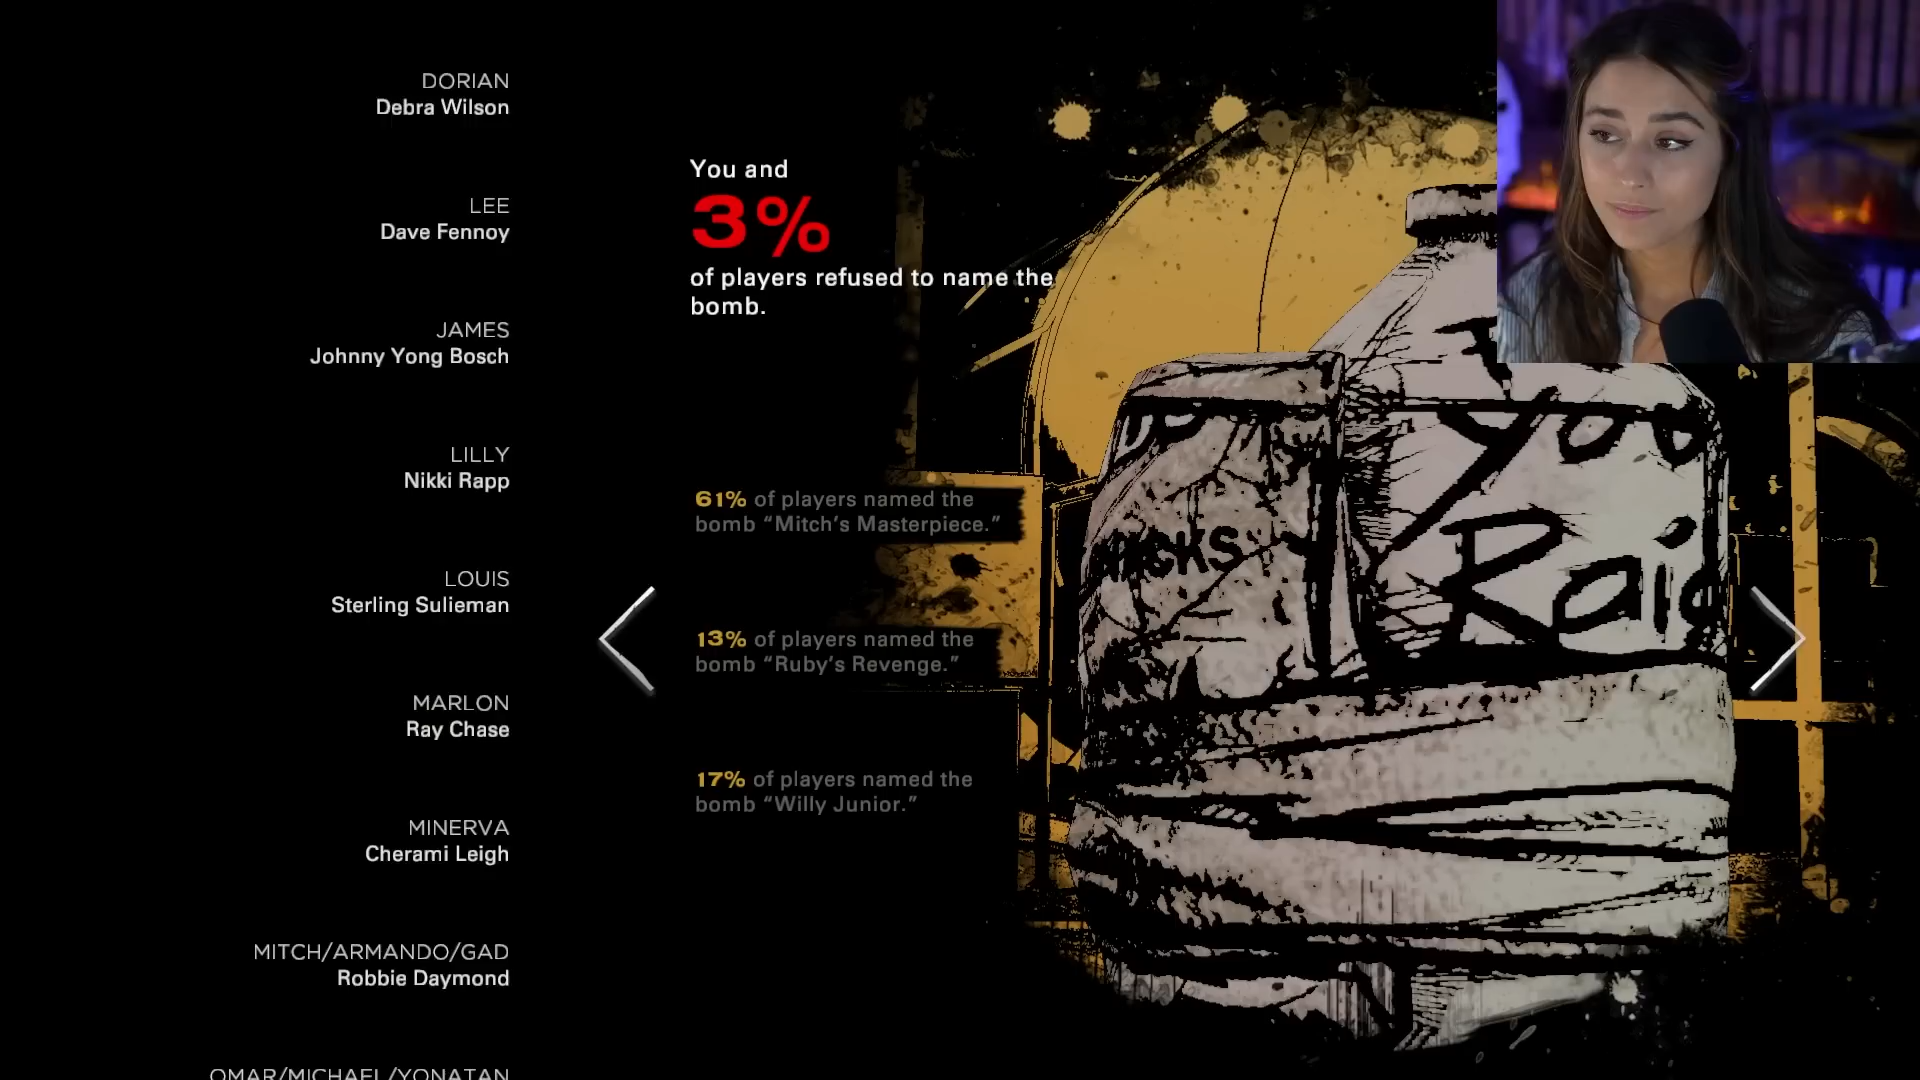 DORIAN
Debra Wilson
LEE
Dave Fennoy
JAMES
Johnny Yong Bosch
LILLY
Nikki Rapp
LOUIS
Sterling Sulieman
MARLON
Ray Chase
MINERVA
Cherami Leigh
MITCH/ARMANDO/GAD
Robbie Daymond
OMAR/MICHAEL/YONATAN
You and
3%
of players refused to name the
bomb.
61% of players named the
bomb “Mitch’s Masterpiece.”
13% of players named the
bomb “Ruby’s Revenge.”
17% of players named the
bomb “Willy Junior.”
you
Raid